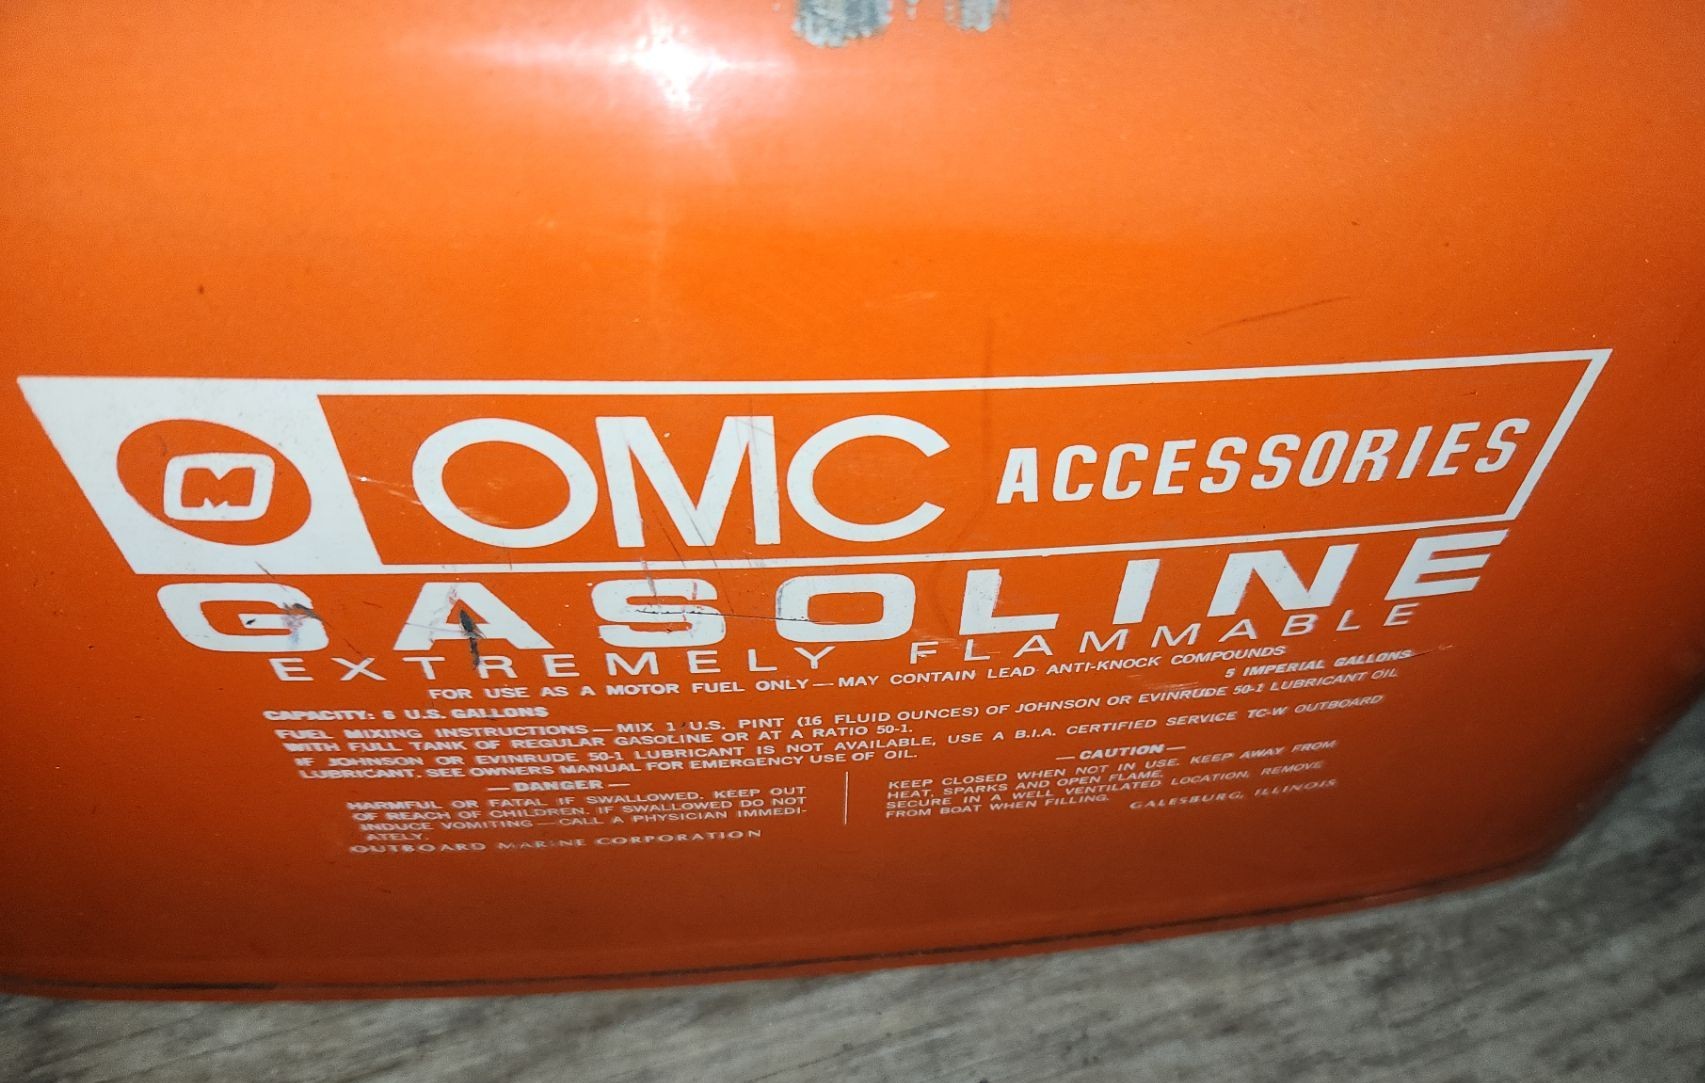 M OMC ACCESSORIES
GASOLINE
EXTREMELY FLAMMABLE
FOR USE AS A MOTOR FUEL ONLY—MAY CONTAIN LEAD ANTI-KNOCK COMPOUNDS
CAPACITY: 6 U.S. GALLONS 5 IMPERIAL GALLONS
FUEL MIXING INSTRUCTIONS—MIX 1 U.S. PINT (16 FLUID OUNCES) OF JOHNSON OR EVINRUDE 50-1 LUBRICANT OIL
WITH FULL TANK OF REGULAR GASOLINE OR AT A RATIO 50-1.
IF JOHNSON OR EVINRUDE 50-1 LUBRICANT IS NOT AVAILABLE, USE A B.I.A. CERTIFIED SERVICE TC-W OUTBOARD
LUBRICANT. SEE OWNERS MANUAL FOR EMERGENCY USE OF OIL.
—DANGER—
HARMFUL OR FATAL IF SWALLOWED. KEEP OUT
OF REACH OF CHILDREN. IF SWALLOWED DO NOT
INDUCE VOMITING—CALL A PHYSICIAN IMMEDI-
ATELY.
—CAUTION—
KEEP CLOSED WHEN NOT IN USE. KEEP AWAY FROM
HEAT, SPARKS AND OPEN FLAME.
SECURE IN A WELL VENTILATED LOCATION, REMOVE
FROM BOAT WHEN FILLING.
OUTBOARD MARINE CORPORATION GALESBURG, ILLINOIS